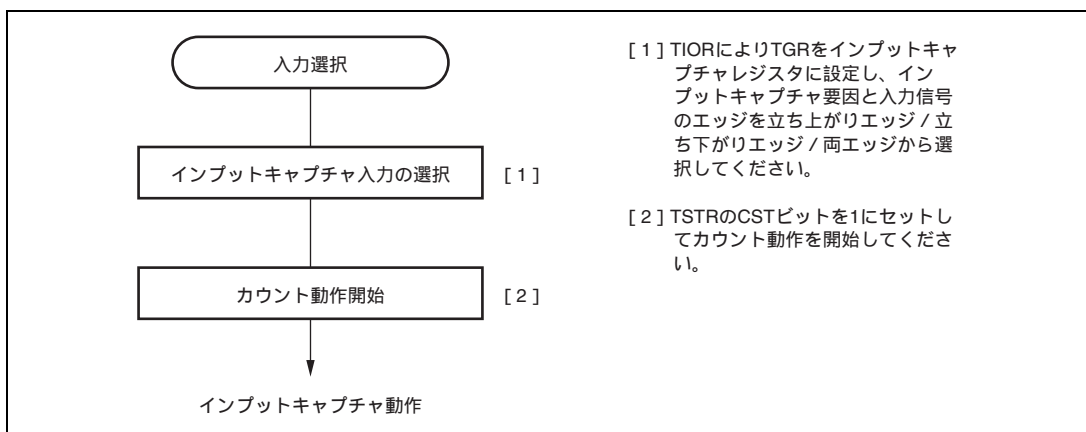 入力選択
インプットキャプチャ入力の選択 [ 1 ]
カウント動作開始 [ 2 ]
インプットキャプチャ動作
[ 1 ] TIORによりTGRをインプットキャ
プチャレジスタに設定し、イン
プットキャプチャ要因と入力信号
のエッジを立ち上がりエッジ / 立
ち下がりエッジ / 両エッジから選
択してください。
[ 2 ] TSTRのCSTビットを1にセットし
てカウント動作を開始してくださ
い。